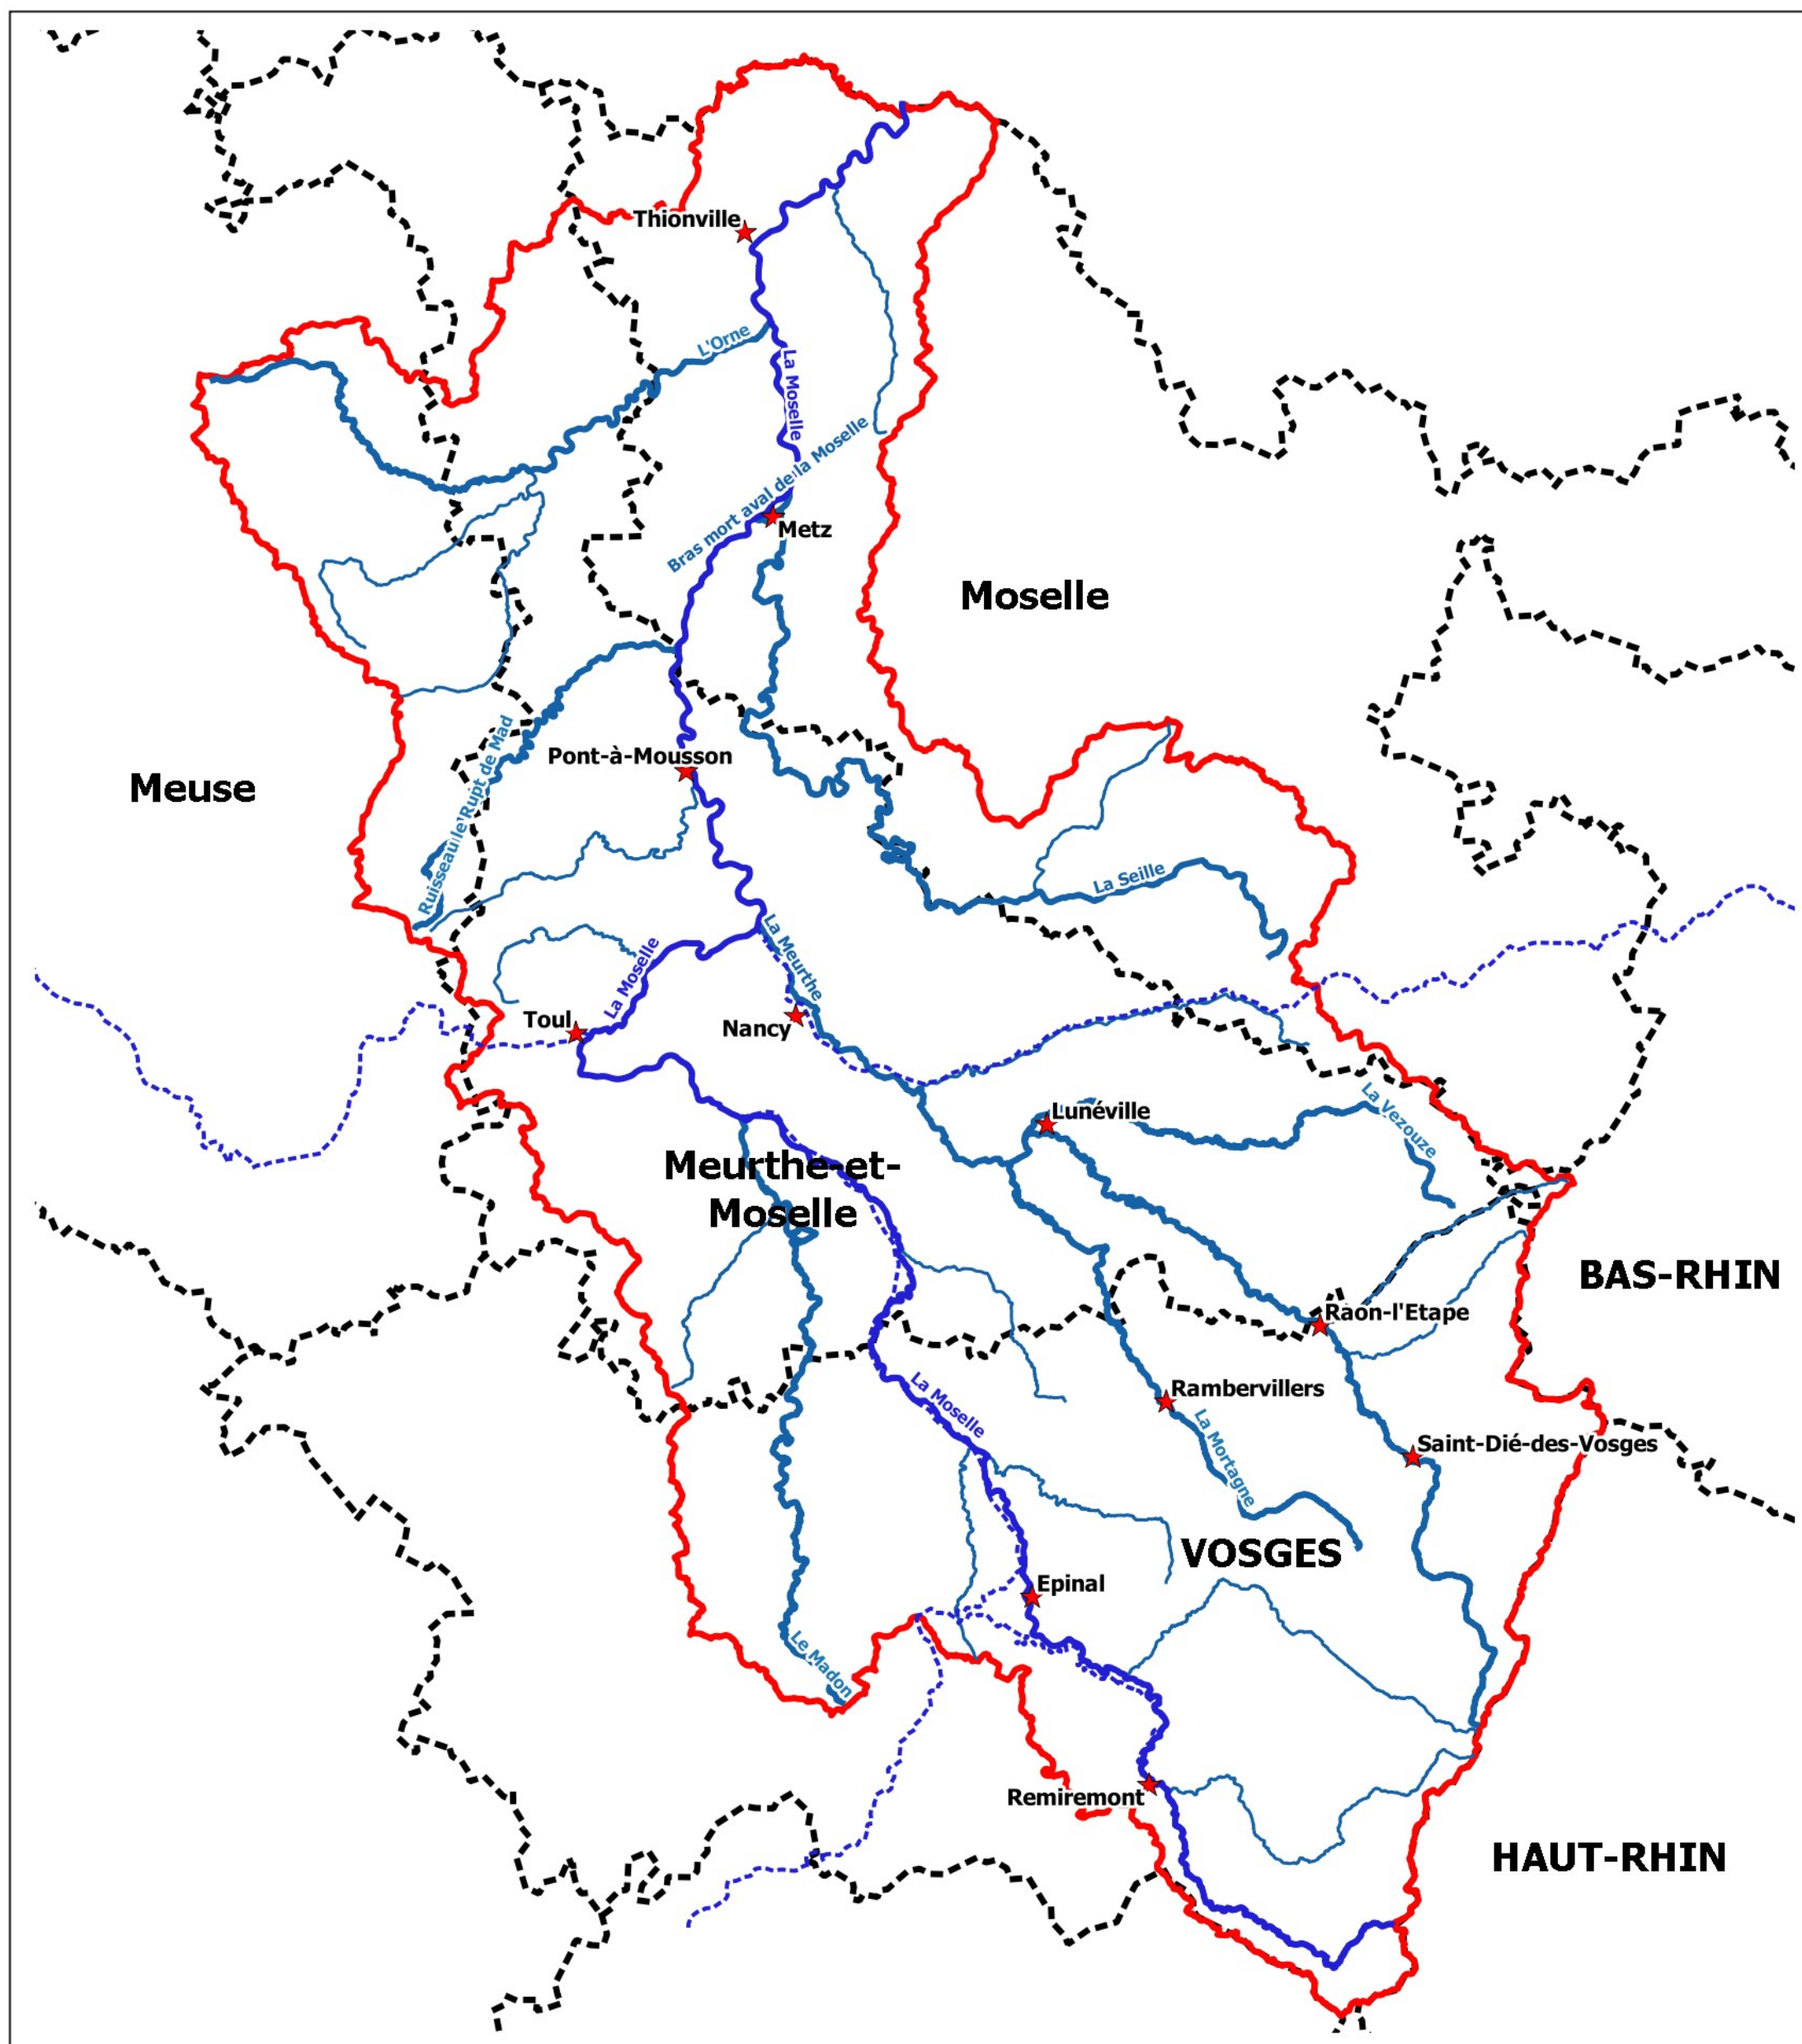 Thionville
L'Orne
La Moselle
Bras mort aval de la Moselle
Metz
Moselle
Ruisseau le Rupt de Mad
Pont-à-Mousson
Meuse
La Seille
La Meurthe
La Moselle
Toul
Nancy
Lunéville
La Vezouze
Meurthe-et-
Moselle
BAS-RHIN
Raon-l'Etape
Rambervillers
La Moselle
La Mortagne
Saint-Dié-des-Vosges
VOSGES
Epinal
Le Madon
Remiremont
HAUT-RHIN